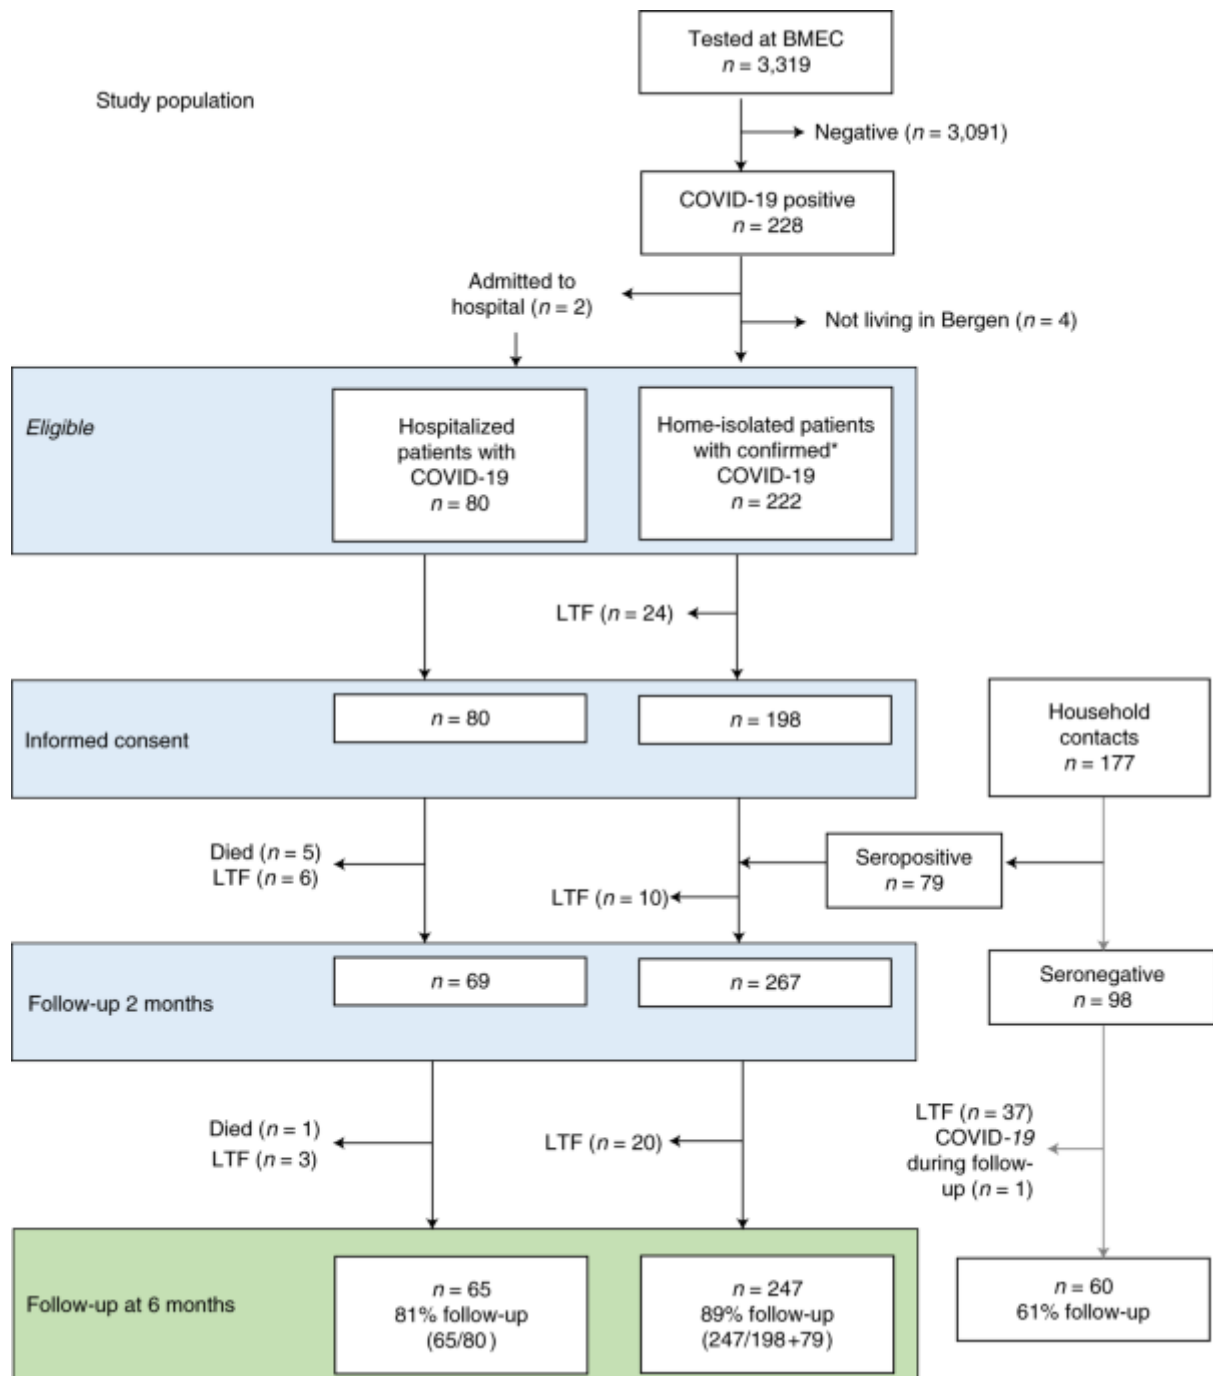 Tested at BMEC
n = 3,319
Study population
Negative (n = 3,091)
COVID-19 positive
n = 228
Admitted to
hospital (n = 2)
Not living in Bergen (n = 4)
Eligible
Hospitalized
patients with
COVID-19
n = 80
Home-isolated patients
with confirmed*
COVID-19
n = 222
LTF (n = 24)
Informed consent
n = 80
n = 198
Household
contacts
n = 177
Died (n = 5)
LTF (n = 6)
Seropositive
n = 79
LTF (n = 10)
Follow-up 2 months
n = 69
n = 267
Seronegative
n = 98
Died (n = 1)
LTF (n = 3)
LTF (n = 20)
LTF (n = 37)
COVID-19
during follow-
up (n = 1)
Follow-up at 6 months
n = 65
81% follow-up
(65/80 )
n = 247
89% follow-up
(247/198+79)
n = 60
61% follow-up